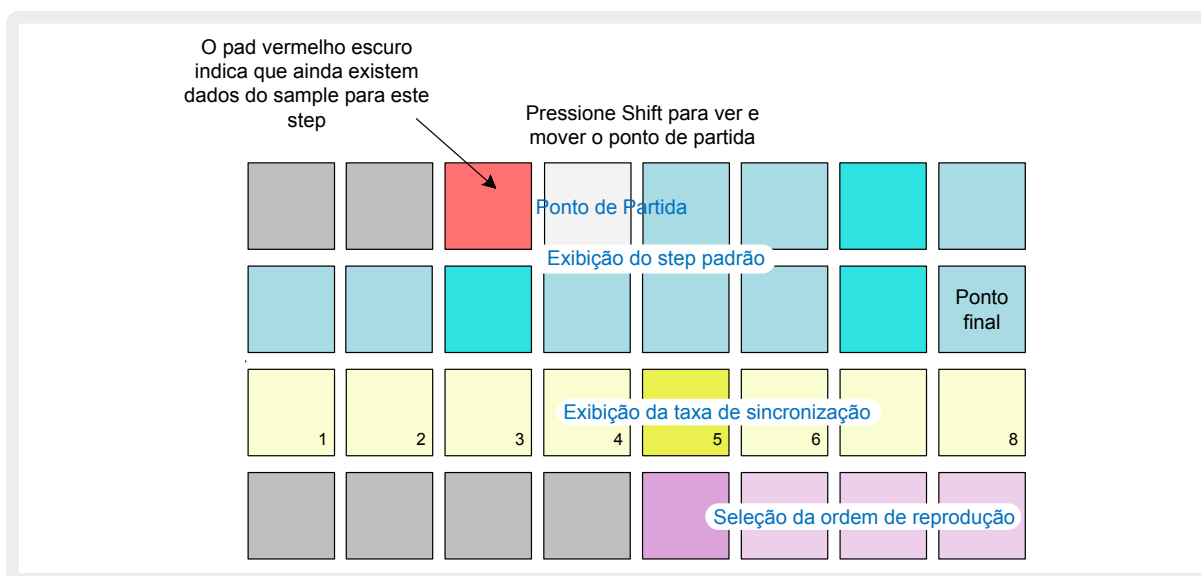 O pad vermelho escuro
indica que ainda existem
dados do sample para este
step
Pressione Shift para ver e
mover o ponto de partida
Ponto de Partida
Exibição do step padrão
Ponto
final
Exibição da taxa de sincronização
1 2 3 4 5 6 8
Seleção da ordem de reprodução